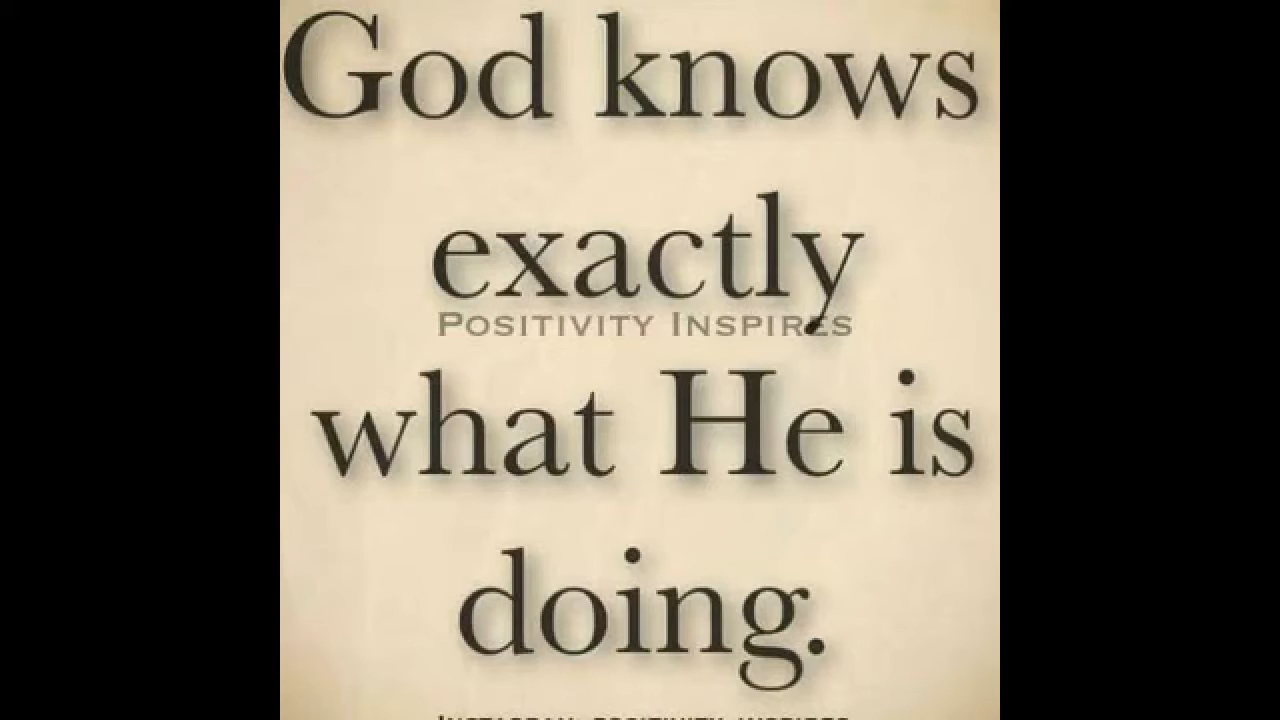 God knows
exactly
POSITIVITY INSPIRES
what He is
doing.